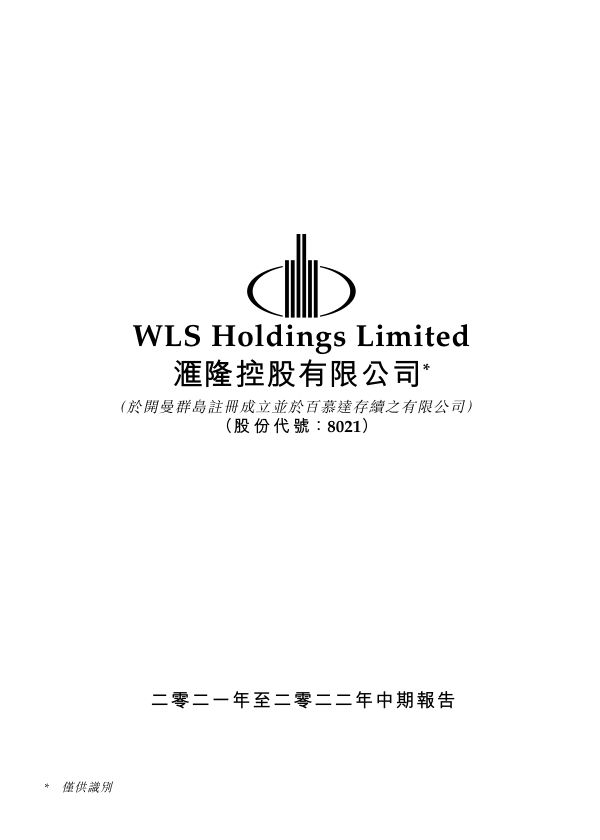 WLS Holdings Limited
滙隆控股有限公司*
（於開曼群島註冊成立並於百慕達存續之有限公司）
（股份代號：8021）
二零二一年至二零二二年中期報告
* 僅供識別